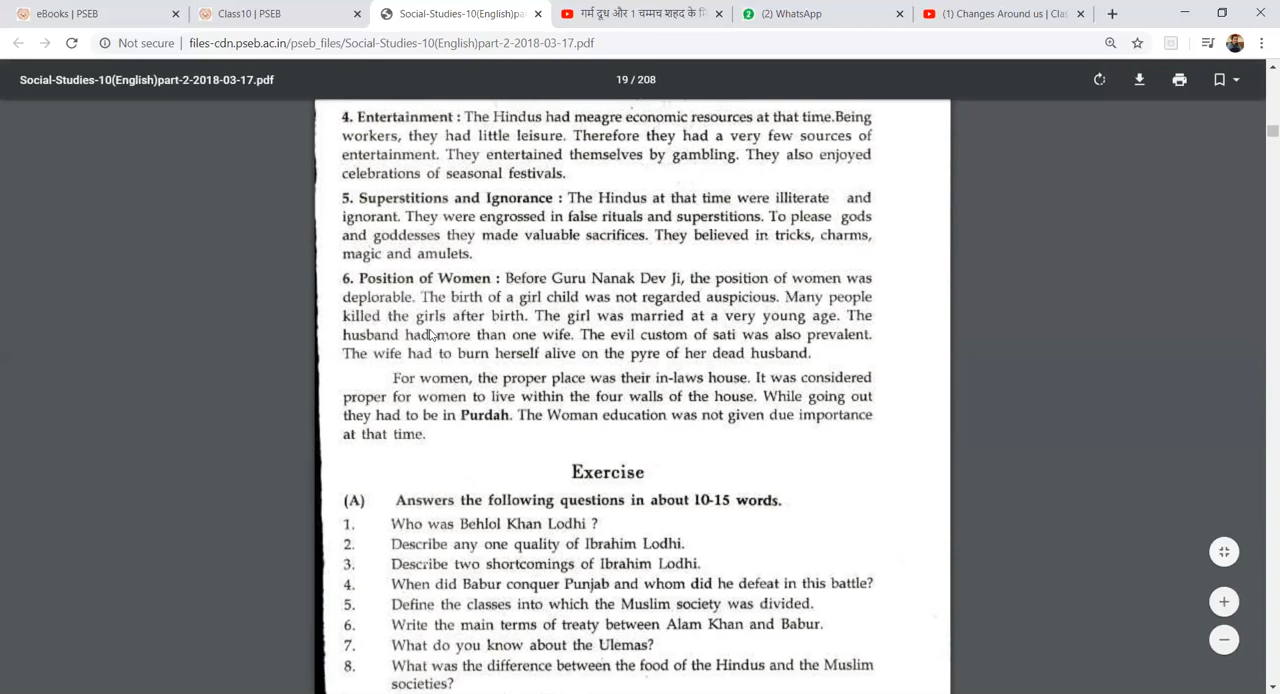 eBooks | PSEB
Class10 | PSEB
Social-Studies-10(English)pa
गर्म दूध और 1 चम्मच शहद के
(2) WhatsApp
(1) Changes Around us | Clas
Not secure | files-cdn.pseb.ac.in/pseb_files/Social-Studies-10(English)part-2-2018-03-17.pdf
Social-Studies-10(English)part-2-2018-03-17.pdf
19 / 208
4. Entertainment : The Hindus had meagre economic resources at that time.Being
workers, they had little leisure. Therefore they had a very few sources of
entertainment. They entertained themselves by gambling. They also enjoyed
celebrations of seasonal festivals.
5. Superstitions and Ignorance : The Hindus at that time were illiterate and
ignorant. They were engrossed in false rituals and superstitions. To please gods
and goddesses they made valuable sacrifices. They believed in tricks, charms,
magic and amulets.
6. Position of Women : Before Guru Nanak Dev Ji, the position of women was
deplorable. The birth of a girl child was not regarded auspicious. Many people
killed the girls after birth. The girl was married at a very young age. The
husband had more than one wife. The evil custom of sati was also prevalent.
The wife had to burn herself alive on the pyre of her dead husband.
For women, the proper place was their in-laws house. It was considered
proper for women to live within the four walls of the house. While going out
they had to be in Purdah. The Woman education was not given due importance
at that time.
Exercise
(A) Answers the following questions in about 10-15 words.
1. Who was Behlol Khan Lodhi ?
2. Describe any one quality of Ibrahim Lodhi.
3. Describe two shortcomings of Ibrahim Lodhi.
4. When did Babur conquer Punjab and whom did he defeat in this battle?
5. Define the classes into which the Muslim society was divided.
6. Write the main terms of treaty between Alam Khan and Babur.
7. What do you know about the Ulemas?
8. What was the difference between the food of the Hindus and the Muslim
societies?